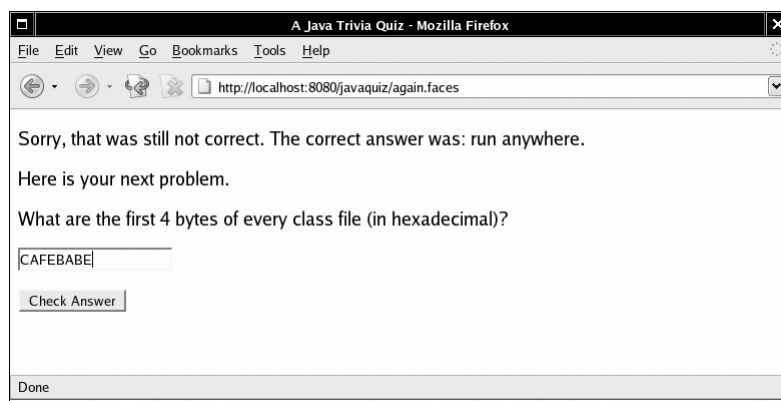 A Java Trivia Quiz - Mozilla Firefox
File Edit View Go Bookmarks Tools Help
http://localhost:8080/javaquiz/again.faces
Sorry, that was still not correct. The correct answer was: run anywhere.
Here is your next problem.
What are the first 4 bytes of every class file (in hexadecimal)?
CAFEBABE
Check Answer
Done